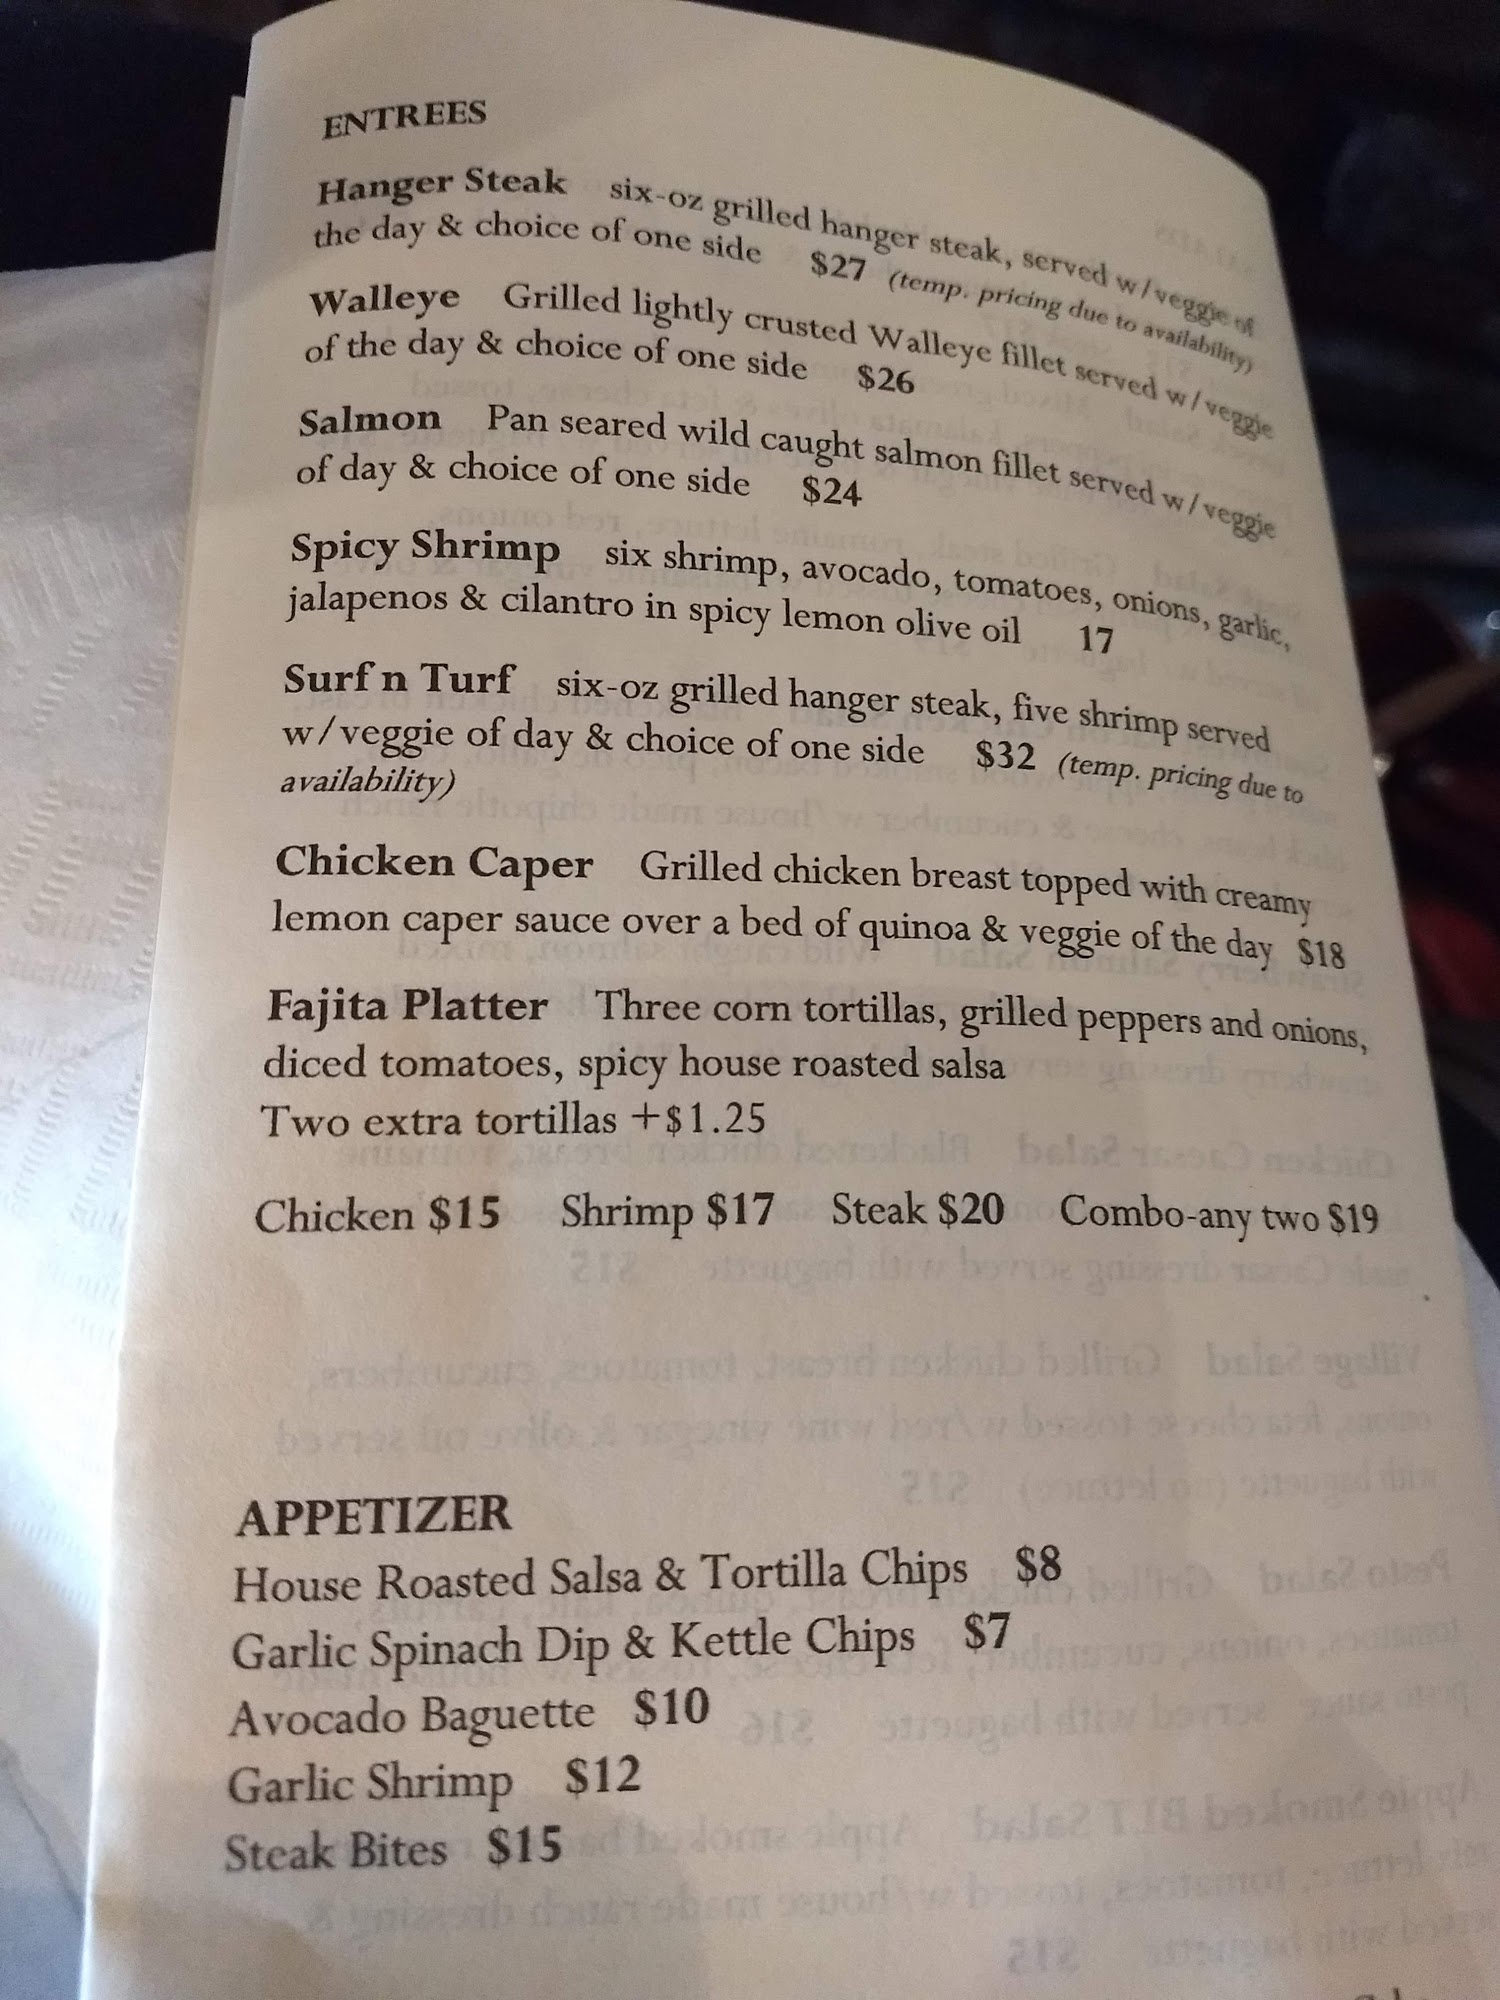 ENTREES
Hanger Steak six-oz grilled hanger steak, served w/veggie of
the day & choice of one side $27 (temp. pricing due to availability)
Walleye Grilled lightly crusted Walleye fillet served w/veggie
of the day & choice of one side $26
Salmon Pan seared wild caught salmon fillet served w/veggie
of day & choice of one side $24
Spicy Shrimp six shrimp, avocado, tomatoes, onions, garlic,
jalapenos & cilantro in spicy lemon olive oil 17
Surf n Turf six-oz grilled hanger steak, five shrimp served
w/veggie of day & choice of one side $32 (temp. pricing due to
availability)
Chicken Caper Grilled chicken breast topped with creamy
lemon caper sauce over a bed of quinoa & veggie of the day $18
Fajita Platter Three corn tortillas, grilled peppers and onions,
diced tomatoes, spicy house roasted salsa
Two extra tortillas +$1.25
Chicken $15 Shrimp $17 Steak $20 Combo-any two $19
APPETIZER
House Roasted Salsa & Tortilla Chips $8
Garlic Spinach Dip & Kettle Chips $7
Avocado Baguette $10
Garlic Shrimp $12
Steak Bites $15